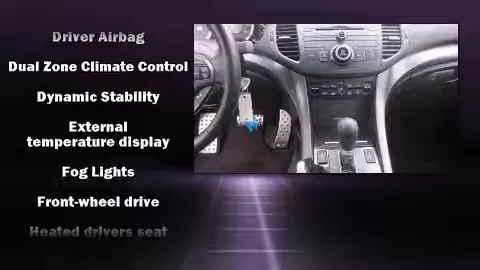 Driver Airbag
Dual Zone Climate Control
Dynamic Stability
External
temperature display
Fog Lights
Front-wheel drive
Heated drivers seat